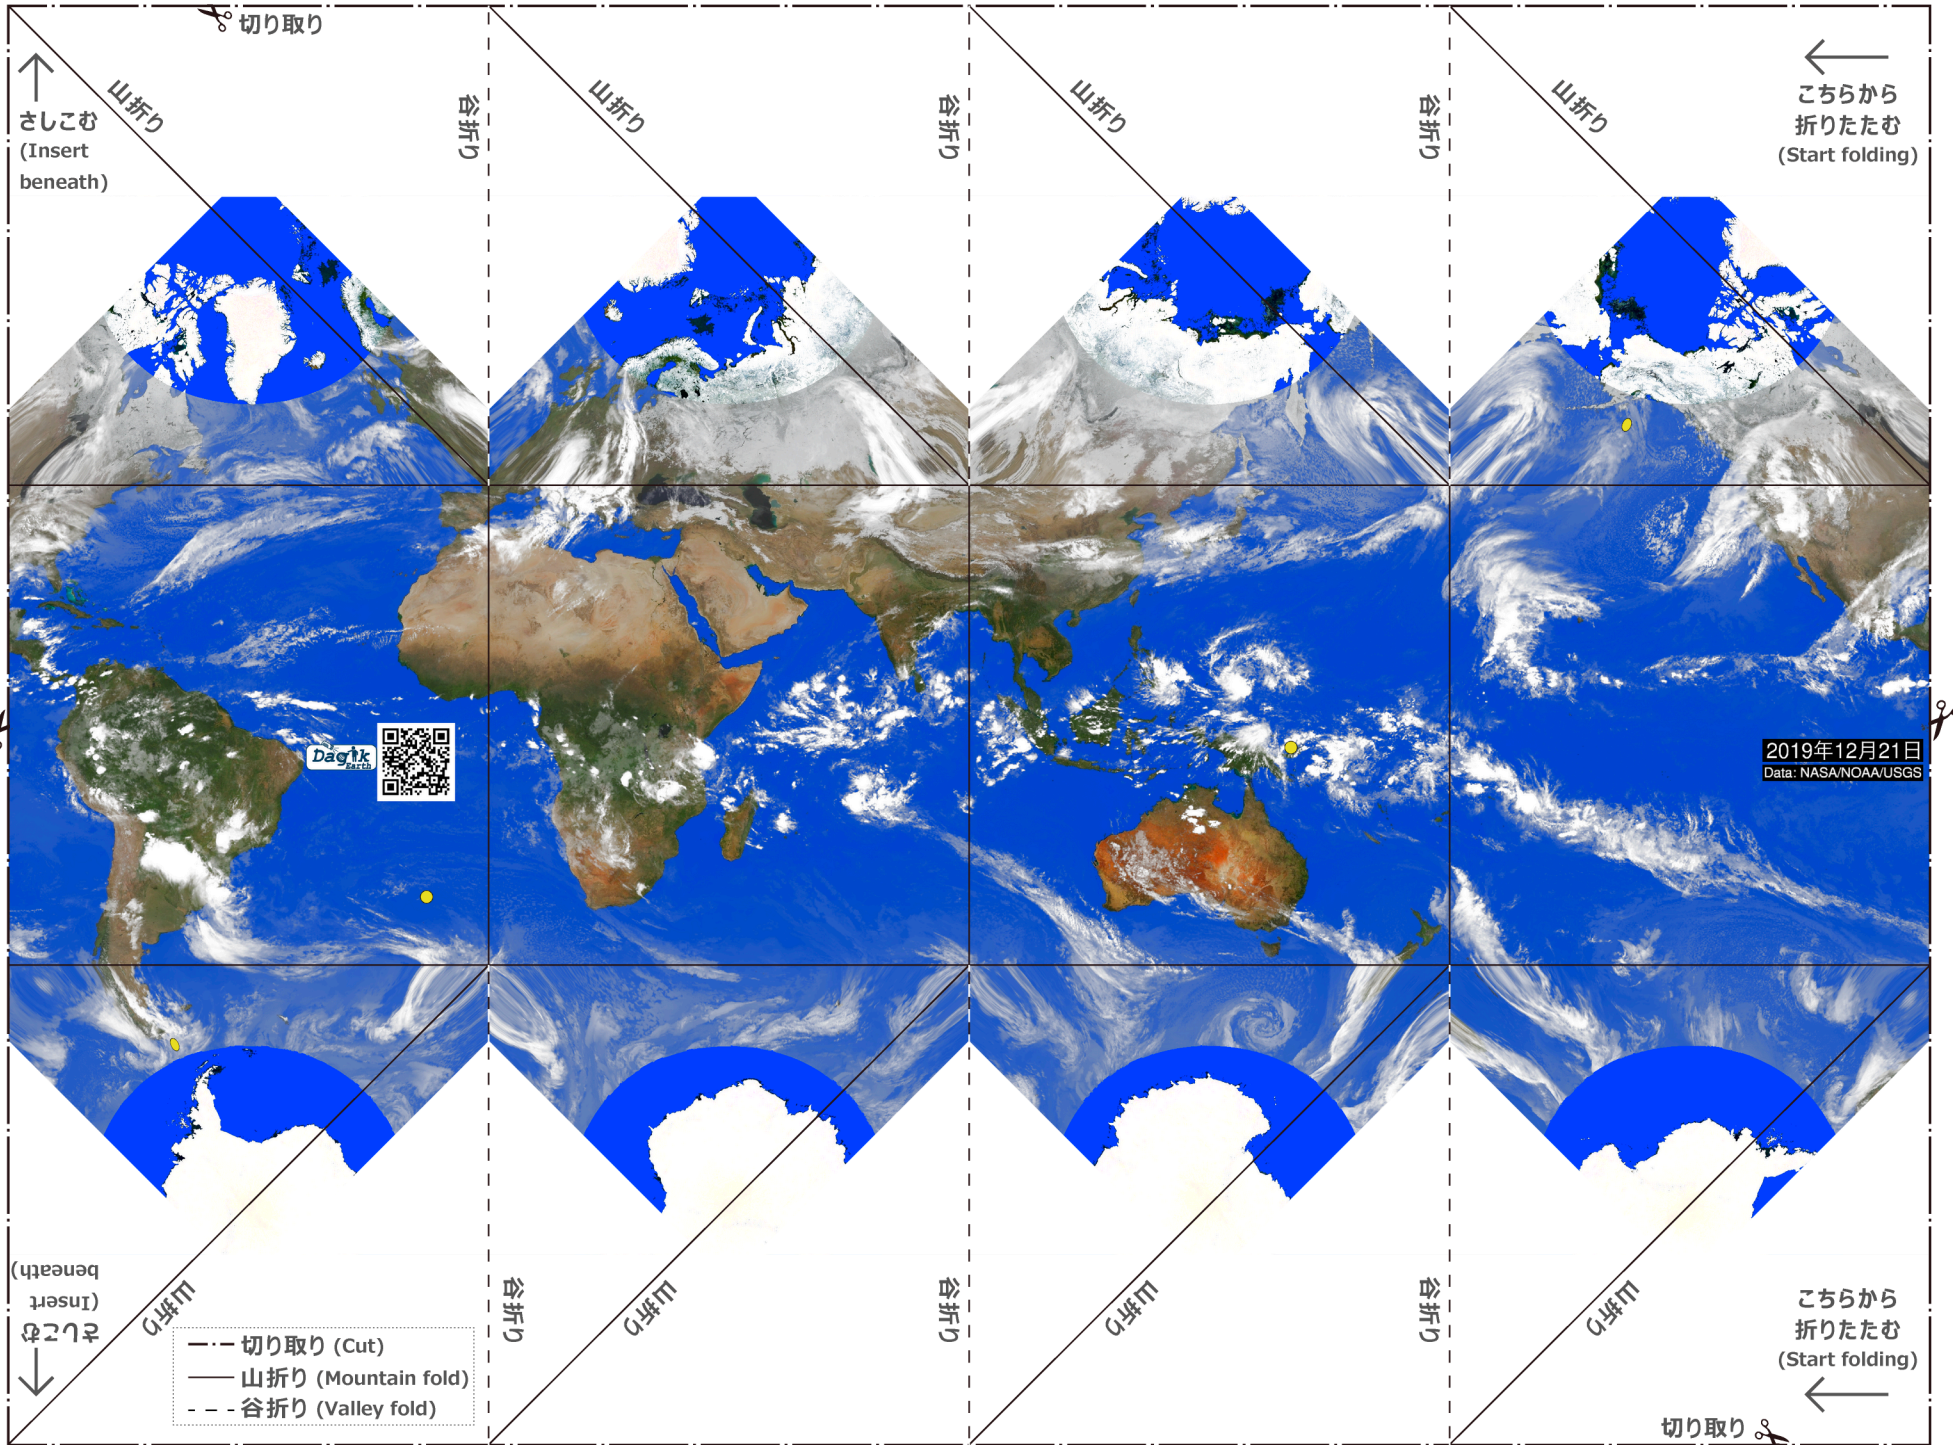 切り取り
山折り
谷折り
山折り
谷折り
山折り
谷折り
山折り
さしこむ
(Insert
beneath)
こちらから
折りたたむ
(Start folding)
Dagik
Earth
2019年12月21日
Data: NASA/NOAA/USGS
さしこむ
(Insert
beneath)
山折り
谷折り
山折り
谷折り
山折り
谷折り
山折り
こちらから
折りたたむ
(Start folding)
切り取り (Cut)
山折り (Mountain fold)
谷折り (Valley fold)
切り取り